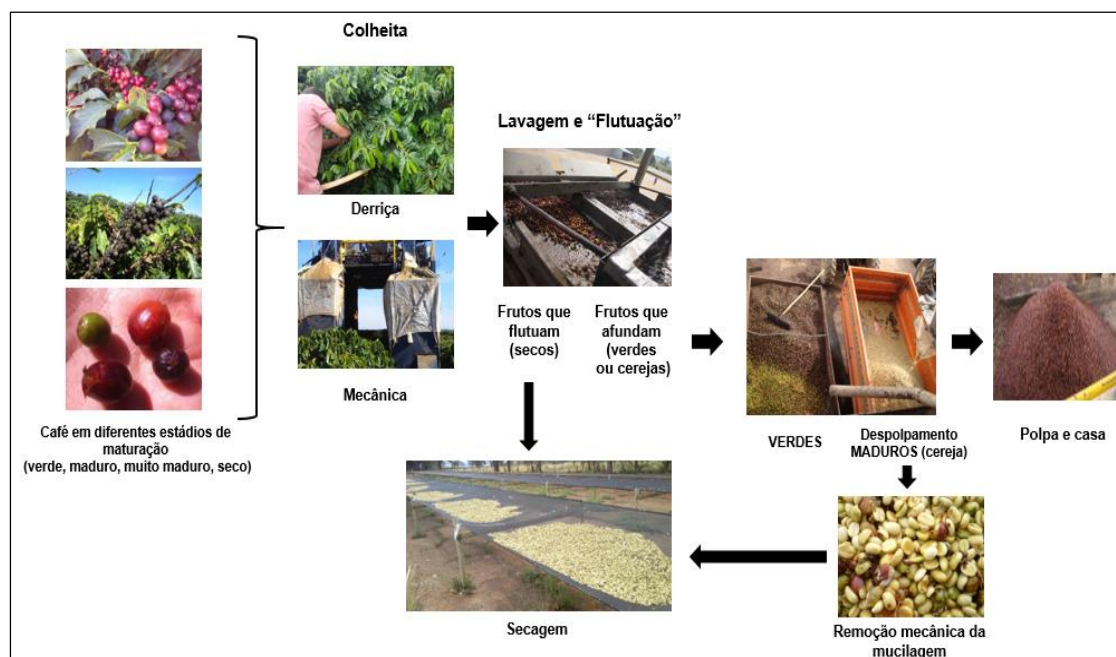 Colheita
Derriça
Mecânica
Café em diferentes estádios de
maturação
(verde, maduro, muito maduro, seco)
Lavagem e “Flutuação”
Frutos que
flutuam
(secos)
Frutos que
afundam
(verdes
ou cerejas)
VERDES
Despolpamento
MADUROS (cereja)
Polpa e casa
Secagem
Remoção mecânica da
mucilagem